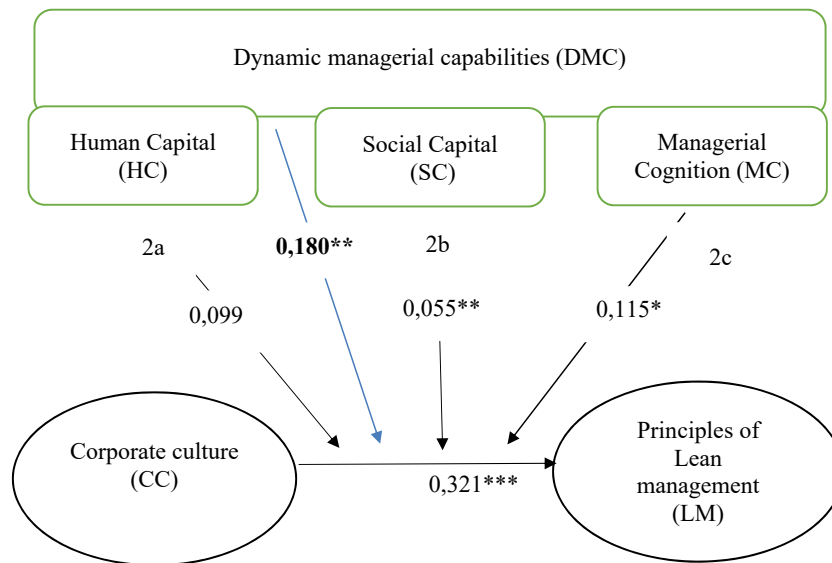 Dynamic managerial capabilities (DMC)
Human Capital
(HC)
Social Capital
(SC)
Managerial
Cognition (MC)
2a
0,180**
2b
2c
0,099
0,055**
0,115*
Corporate culture
(CC)
Principles of
Lean
management
(LM)
0,321***